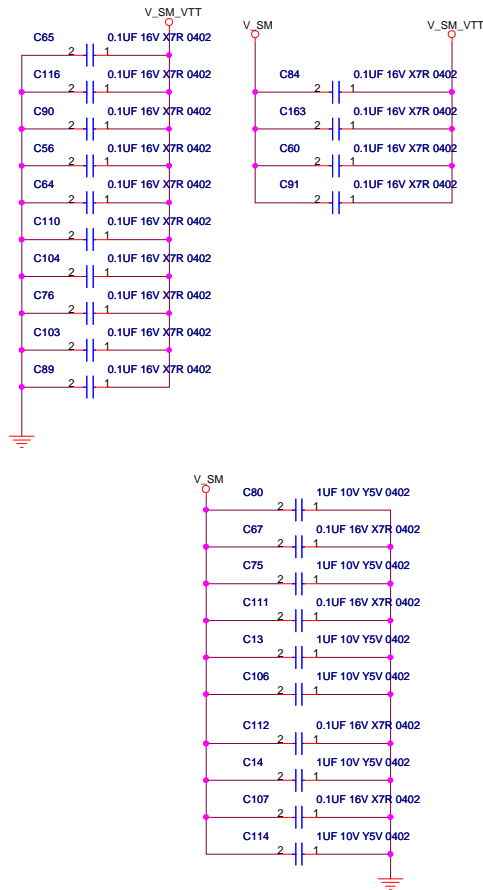 V_SM_VTT
C65 0.1UF 16V X7R 0402
2 1
C116 0.1UF 16V X7R 0402
2 1
C90 0.1UF 16V X7R 0402
2 1
C56 0.1UF 16V X7R 0402
2 1
C64 0.1UF 16V X7R 0402
2 1
C110 0.1UF 16V X7R 0402
2 1
C104 0.1UF 16V X7R 0402
2 1
C76 0.1UF 16V X7R 0402
2 1
C103 0.1UF 16V X7R 0402
2 1
C89 0.1UF 16V X7R 0402
2 1
V_SM V_SM_VTT
C84 0.1UF 16V X7R 0402
2 1
C163 0.1UF 16V X7R 0402
2 1
C60 0.1UF 16V X7R 0402
2 1
C91 0.1UF 16V X7R 0402
2 1
V_SM
C80 1UF 10V Y5V 0402
2 1
C67 0.1UF 16V X7R 0402
2 1
C75 1UF 10V Y5V 0402
2 1
C111 0.1UF 16V X7R 0402
2 1
C13 1UF 10V Y5V 0402
2 1
C106 1UF 10V Y5V 0402
2 1
C112 0.1UF 16V X7R 0402
2 1
C14 1UF 10V Y5V 0402
2 1
C107 0.1UF 16V X7R 0402
2 1
C114 1UF 10V Y5V 0402
2 1